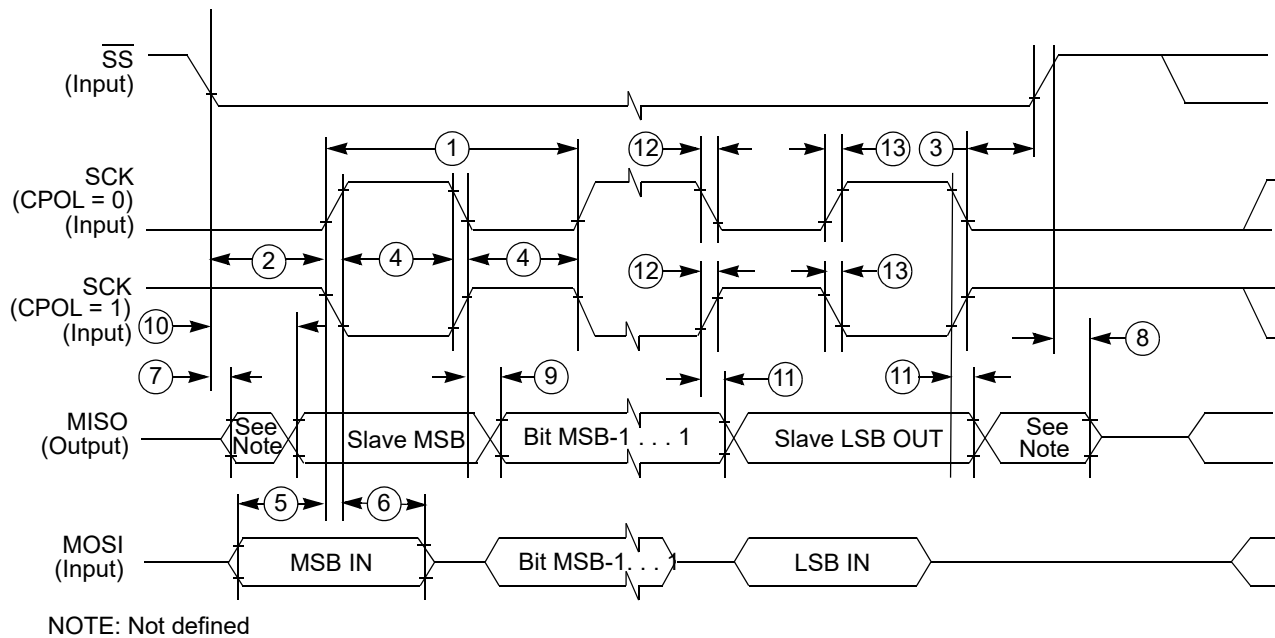 SS
(Input)
1
12
13
3
SCK
(CPOL = 0)
(Input)
2
4
4
12
13
SCK
(CPOL = 1)
(Input)
10
8
7
9
11
11
MISO
(Output)
See
Note
Slave MSB
Bit MSB-1 . . . 1
Slave LSB OUT
See
Note
5
6
MOSI
(Input)
MSB IN
Bit MSB-1. . . 1
LSB IN
NOTE: Not defined